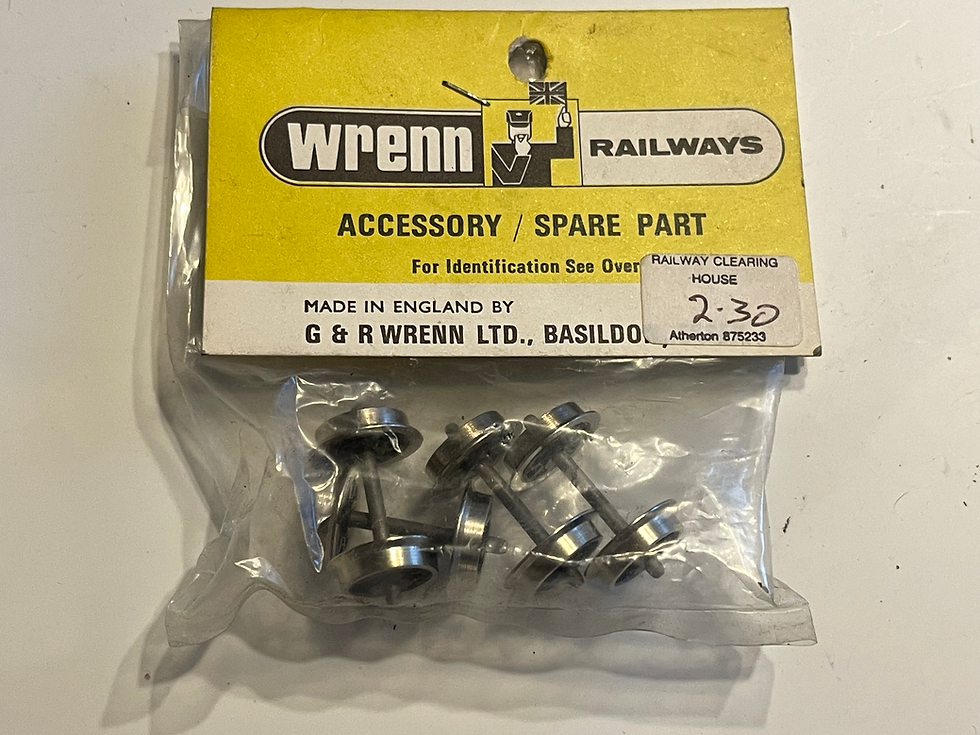 wrenn RAILWAYS
ACCESSORY / SPARE PART
For Identification See Over
MADE IN ENGLAND BY
G & R WRENN LTD., BASILDO
RAILWAY CLEARING
HOUSE
2.30
Atherton 875233